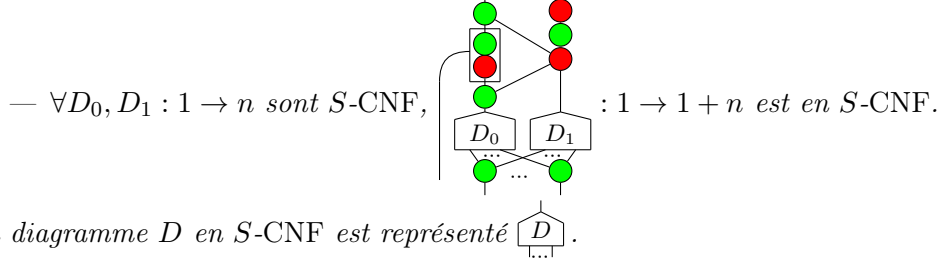 — ∀D₀, D₁ : 1 → n sont S-CNF, : 1 → 1 + n est en S-CNF.
D₀ D₁
... ...
...
diagramme D en S-CNF est représenté D .
...